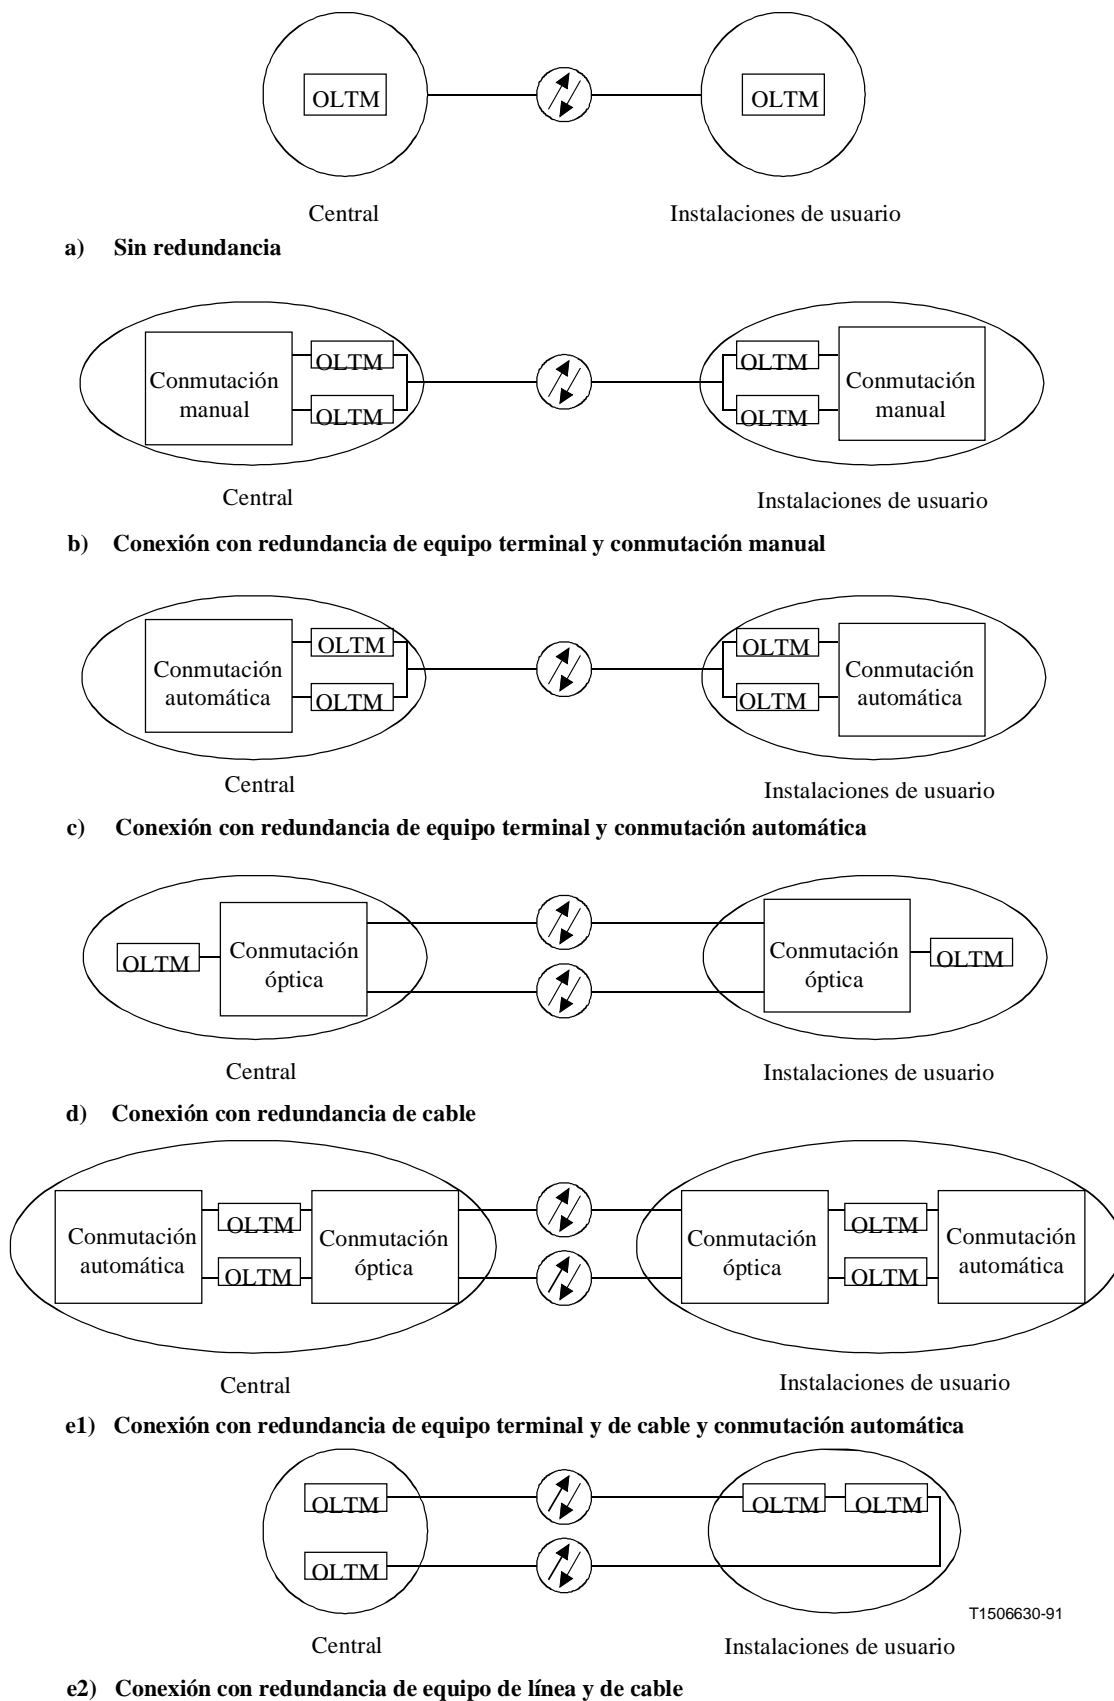 OLTM
OLTM
Central
Instalaciones de usuario
a) Sin redundancia
Conmutación
manual
OLTM
OLTM
OLTM
OLTM
Conmutación
manual
Central
Instalaciones de usuario
b) Conexión con redundancia de equipo terminal y conmutación manual
Conmutación
automática
OLTM
OLTM
OLTM
OLTM
Conmutación
automática
Central
Instalaciones de usuario
c) Conexión con redundancia de equipo terminal y conmutación automática
OLTM
Conmutación
óptica
Conmutación
óptica
OLTM
Central
Instalaciones de usuario
d) Conexión con redundancia de cable
Conmutación
automática
OLTM
OLTM
Conmutación
óptica
Conmutación
óptica
OLTM
OLTM
Conmutación
automática
Central
Instalaciones de usuario
e1) Conexión con redundancia de equipo terminal y de cable y conmutación automática
OLTM
OLTM
OLTM
OLTM
T1506630-91
Central
Instalaciones de usuario
e2) Conexión con redundancia de equipo de línea y de cable